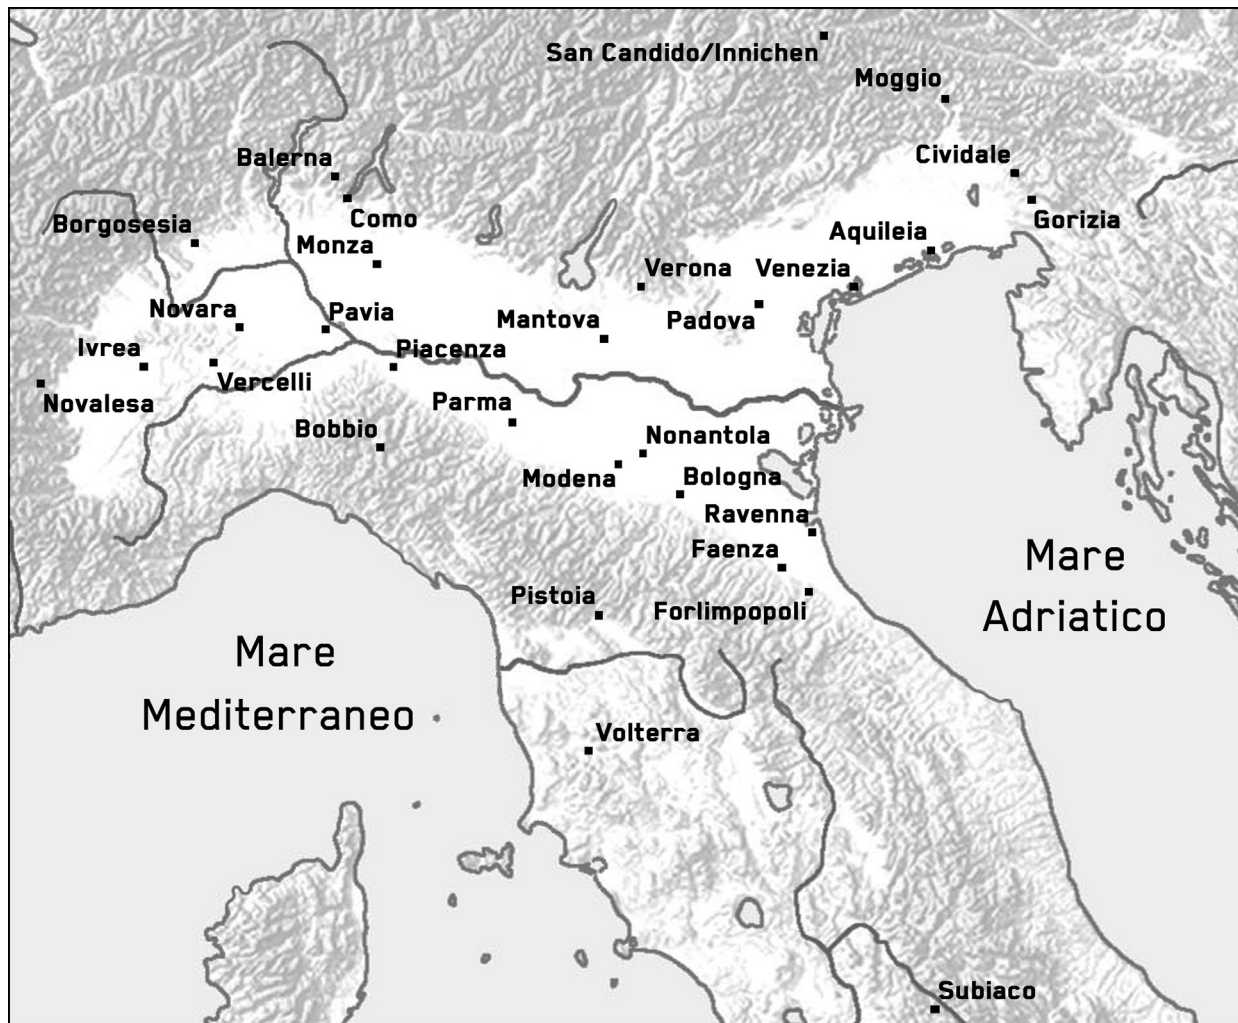 San Candido/Innichen
Moggio
Balerna
Cividale
Borgosesia
Como
Gorizia
Monza
Aquileia
Verona
Venezia
Novara
Pavia
Mantova
Padova
Ivrea
Piacenza
Vercelli
Novalesa
Parma
Bobbio
Nonantola
Modena
Bologna
Ravenna
Faenza
Pistoia
Forlimpopoli
Mare
Adriatico
Mare
Mediterraneo
Volterra
Subiaco